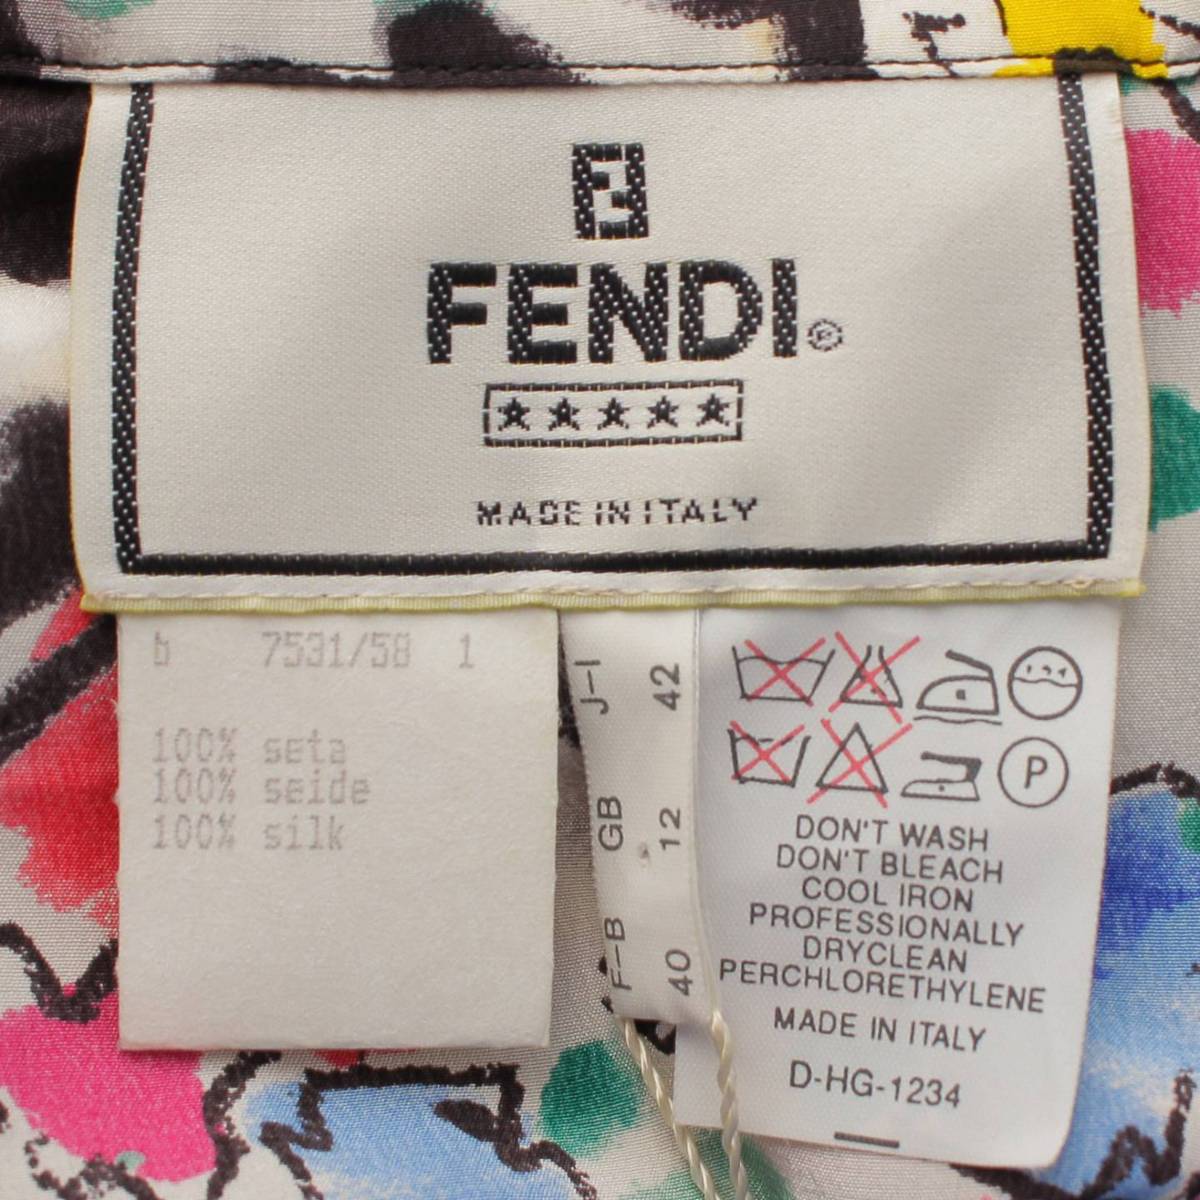 FENDI®
MADE IN ITALY
b 7531/58 1
100% seta
100% seide
100% silk
J-I 42
GB 12
F-B 40
P
DON'T WASH
DON'T BLEACH
COOL IRON
PROFESSIONALLY
DRYCLEAN
PERCHLORETHYLENE
MADE IN ITALY
D-HG-1234